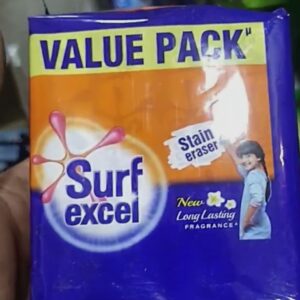 VALUE PACK"
Stain
eraser
Surf
excel
New
Long Lasting
FRAGRANCE^